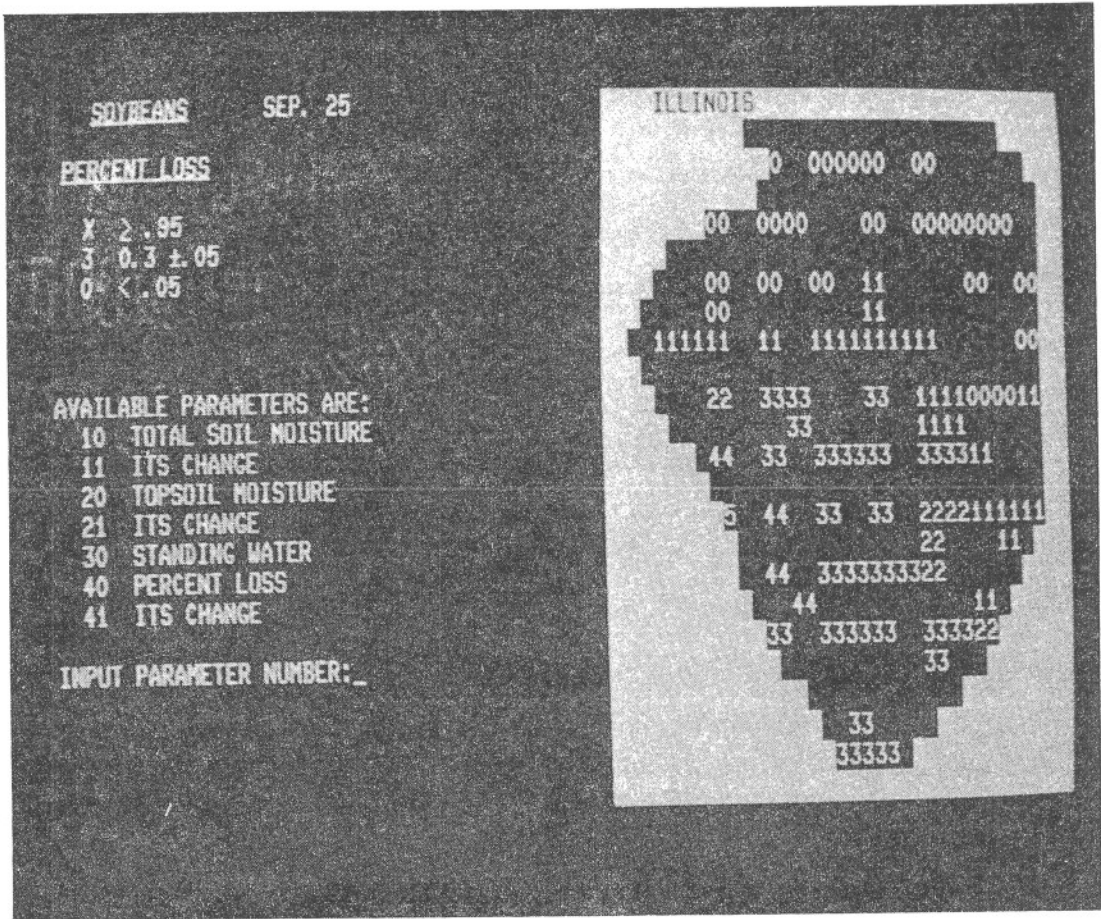 SOYBEANS SEP. 25
PERCENT LOSS
X ≥ .95
3 0.3 ±.05
0 < .05
AVAILABLE PARAMETERS ARE:
10 TOTAL SOIL MOISTURE
11 ITS CHANGE
20 TOPSOIL MOISTURE
21 ITS CHANGE
30 STANDING WATER
40 PERCENT LOSS
41 ITS CHANGE
INPUT PARAMETER NUMBER:_
ILLINOIS
00 000000 00
00 0000 00 00000000
00 00 00 11 00 00
00 11
111111 11 1111111111 00
22 3333 33 1111000011
33 1111
44 33 333333 333311
5 44 33 33 2222111111
22 11
44 3333333322
44 11
33 333333 333322
33
33
33333